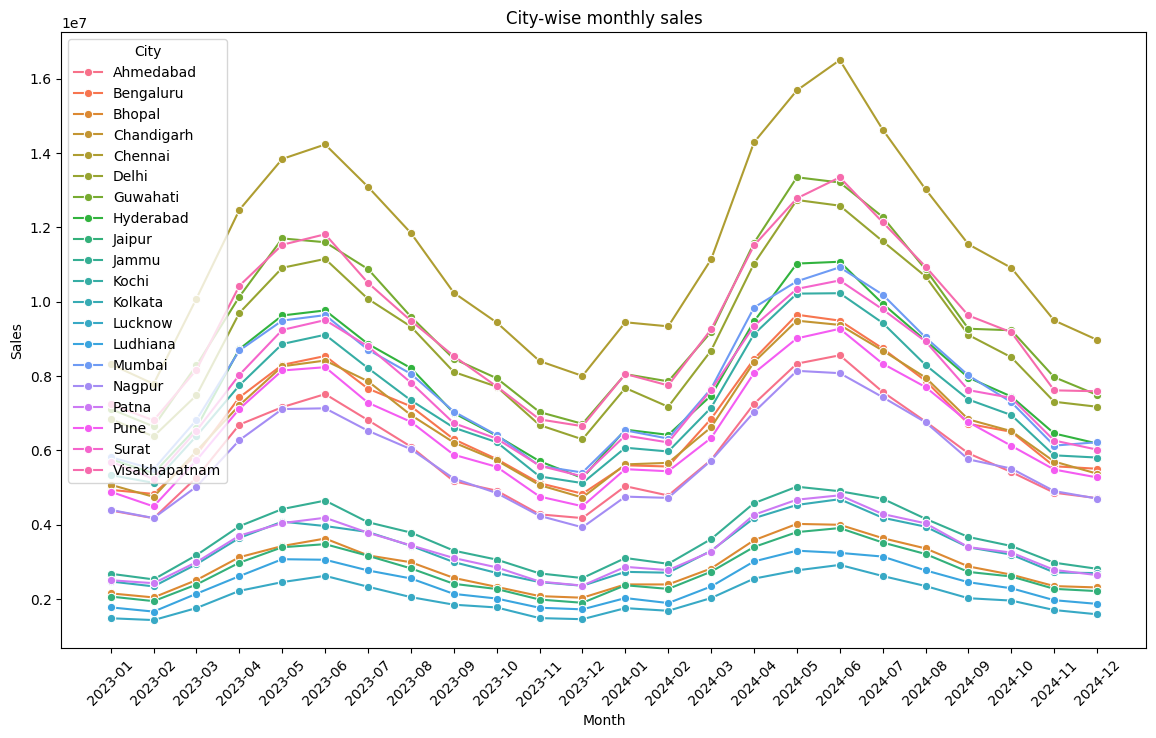 City-wise monthly sales
1e7
1.6
1.4
1.2
1.0
0.8
0.6
0.4
0.2
Sales
City
Ahmedabad
Bengaluru
Bhopal
Chandigarh
Chennai
Delhi
Guwahati
Hyderabad
Jaipur
Jammu
Kochi
Kolkata
Lucknow
Ludhiana
Mumbai
Nagpur
Patna
Pune
Surat
Visakhapatnam
2023-01
2023-02
2023-03
2023-04
2023-05
2023-06
2023-07
2023-08
2023-09
2023-10
2023-11
2023-12
2024-01
2024-02
2024-03
2024-04
2024-05
2024-06
2024-07
2024-08
2024-09
2024-10
2024-11
2024-12
Month